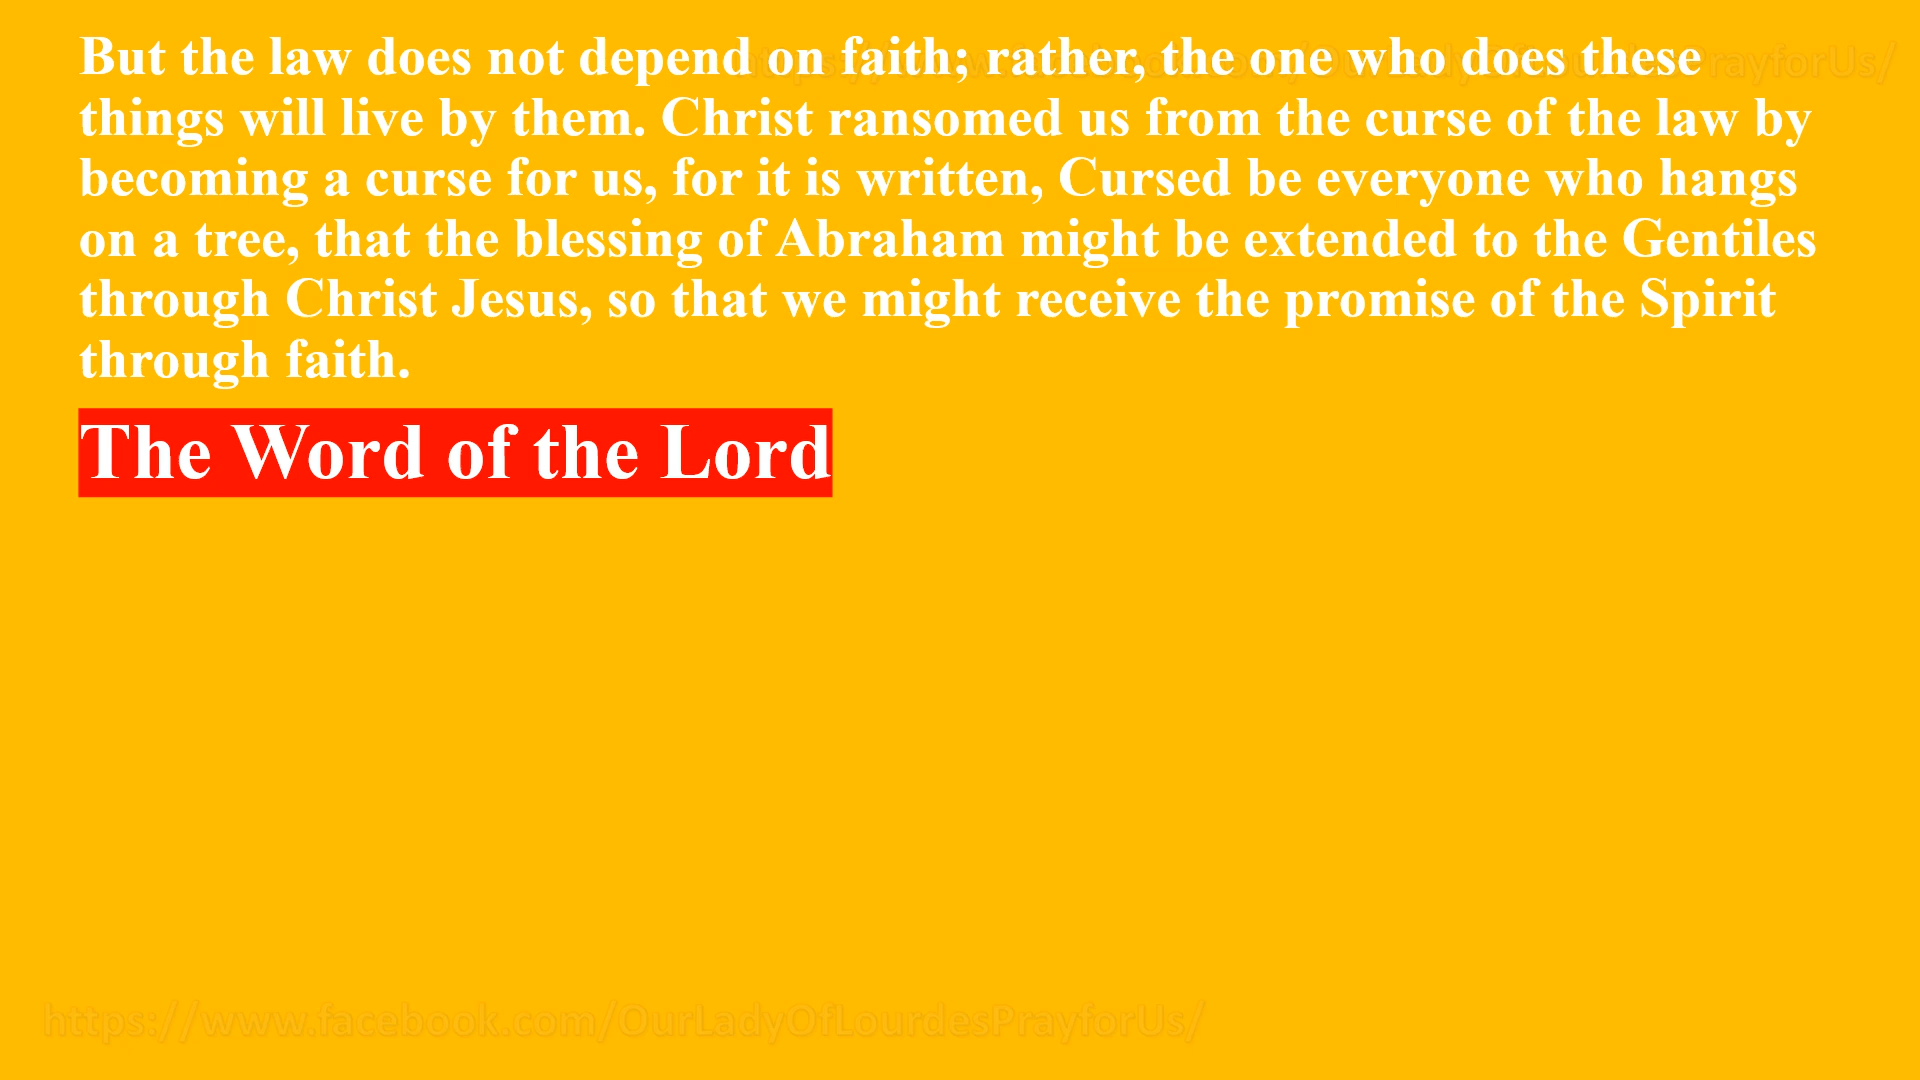 But the law does not depend on faith; rather, the one who does these
things will live by them. Christ ransomed us from the curse of the law by
becoming a curse for us, for it is written, Cursed be everyone who hangs
on a tree, that the blessing of Abraham might be extended to the Gentiles
through Christ Jesus, so that we might receive the promise of the Spirit
through faith.
The Word of the Lord
https://www.facebook.com/OurLadyOfLourdesPrayforUs/